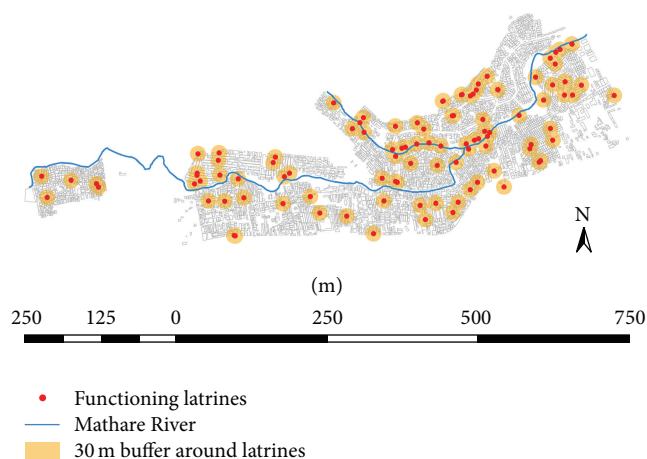 N
(m)
250 125 0 250 500 750
Functioning latrines
Mathare River
30 m buffer around latrines